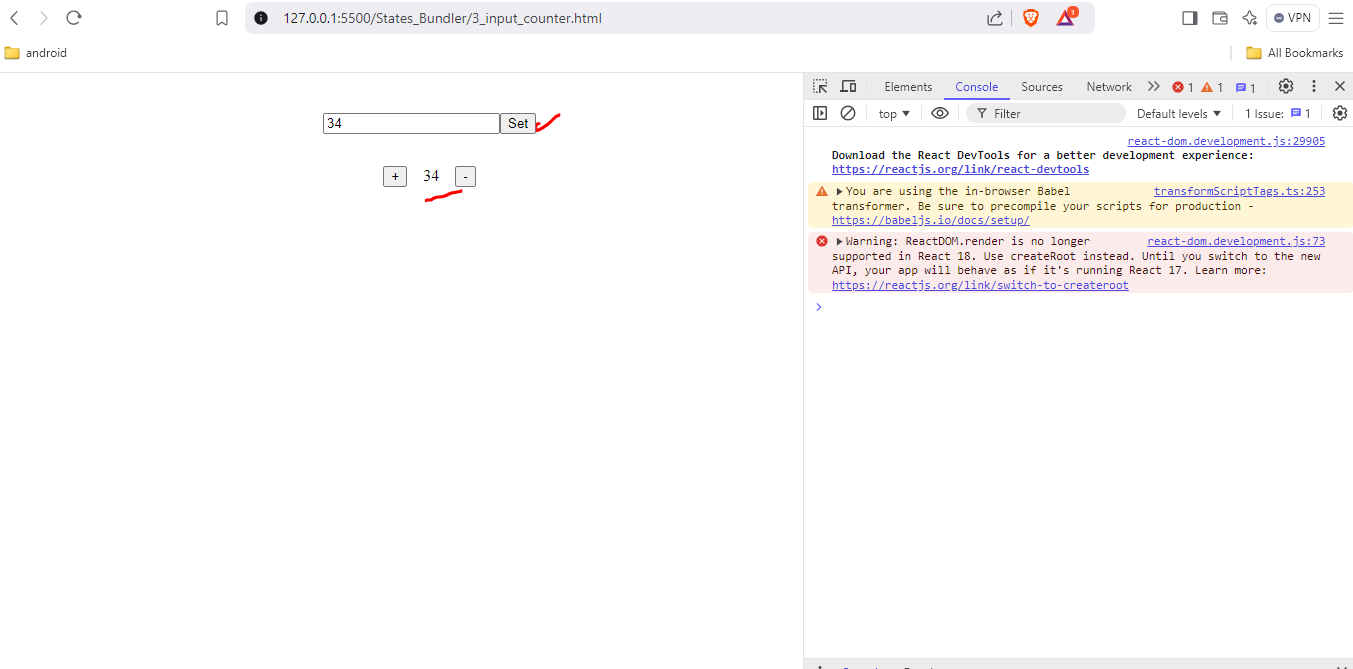 127.0.0.1:5500/States_Bundler/3_input_counter.html
1
VPN
android
All Bookmarks
Elements Console Sources Network 1 1 1
top Filter Default levels 1 Issue: 1
34 Set
+ 34 -
react-dom.development.js:29905
Download the React DevTools for a better development experience:
https://reactjs.org/link/react-devtools
You are using the in-browser Babel transformScriptTags.ts:253
transformer. Be sure to precompile your scripts for production -
https://babeljs.io/docs/setup/
Warning: ReactDOM.render is no longer react-dom.development.js:73
supported in React 18. Use createRoot instead. Until you switch to the new
API, your app will behave as if it's running React 17. Learn more:
https://reactjs.org/link/switch-to-createroot